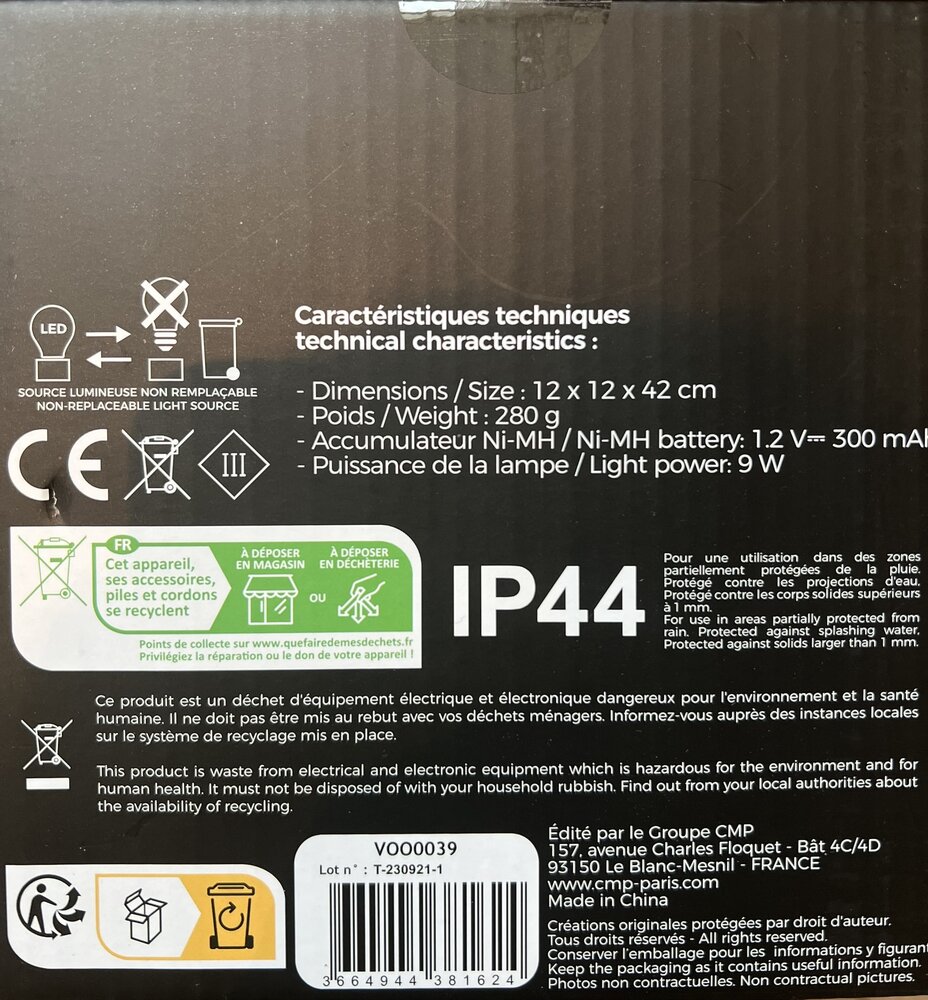 LED
SOURCE LUMINEUSE NON REMPLAÇABLE
NON-REPLACEABLE LIGHT SOURCE
CE
III
Caractéristiques techniques
technical characteristics :
- Dimensions / Size : 12 x 12 x 42 cm
- Poids / Weight : 280 g
- Accumulateur Ni-MH / Ni-MH battery: 1.2 V⎓ 300 mAh
- Puissance de la lampe / Light power: 9 W
FR
Cet appareil,
ses accessoires,
piles et cordons
se recyclent
À DÉPOSER
EN MAGASIN
OU
À DÉPOSER
EN DÉCHÈTERIE
Points de collecte sur www.quefairedemesdechets.fr
Privilégiez la réparation ou le don de votre appareil !
IP44
Pour une utilisation dans des zones
partiellement protégées de la pluie.
Protégé contre les projections d'eau,
Protégé contre les corps solides supérieurs
à 1 mm.
For use in areas partially protected from
rain. Protected against splashing water,
Protected against solids larger than 1 mm.
Ce produit est un déchet d'équipement électrique et électronique dangereux pour l'environnement et la santé
humaine. Il ne doit pas être mis au rebut avec vos déchets ménagers. Informez-vous auprès des instances locales
sur le système de recyclage mis en place.
This product is waste from electrical and electronic equipment which is hazardous for the environment and for
human health. It must not be disposed of with your household rubbish. Find out from your local authorities about
the availability of recycling.
VOO0039
Lot n° : T-230921-1
3 664944 381624
Édité par le Groupe CMP
157, avenue Charles Floquet - Bât 4C/4D
93150 Le Blanc-Mesnil - FRANCE
www.cmp-paris.com
Made in China
Créations originales protégées par droit d'auteur.
Tous droits réservés - All rights reserved.
Conserver l'emballage pour les informations y figurant
Keep the packaging as it contains useful information.
Photos non contractuelles. Non contractual pictures.